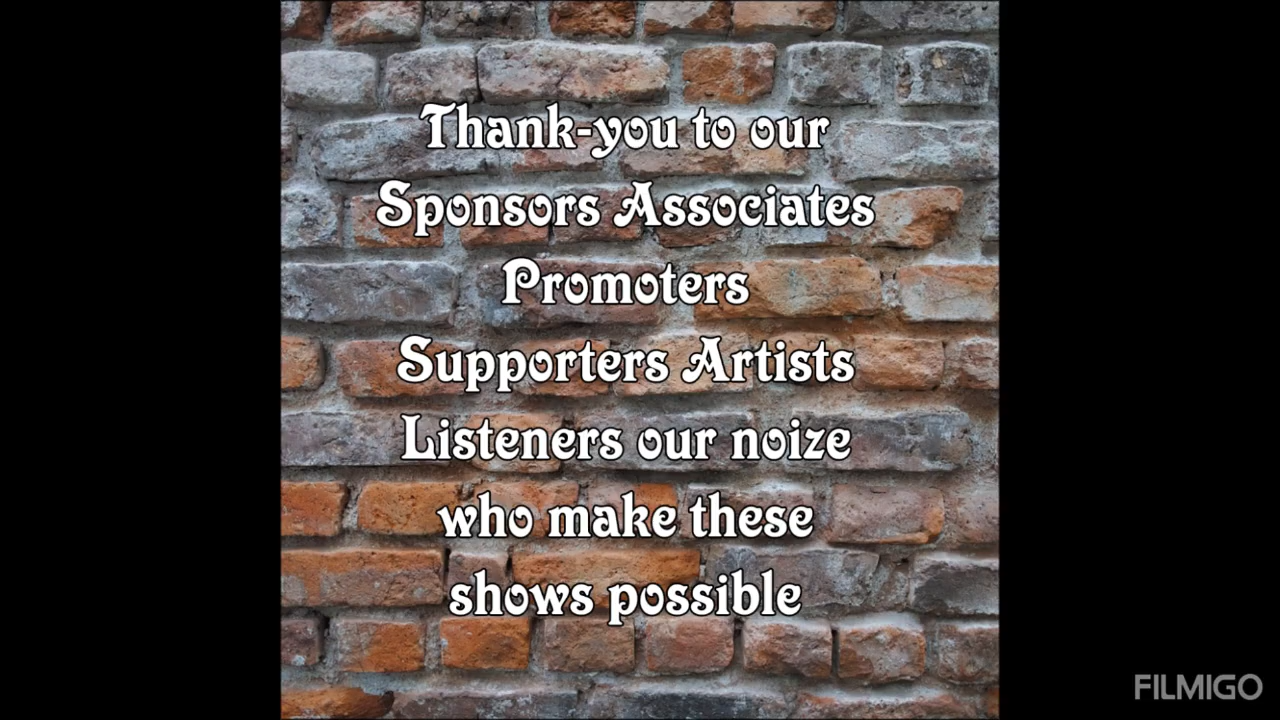 Thank-you to our
Sponsors Associates
Promoters
Supporters Artists
Listeners our noize
who make these
shows possible
FILMIGO